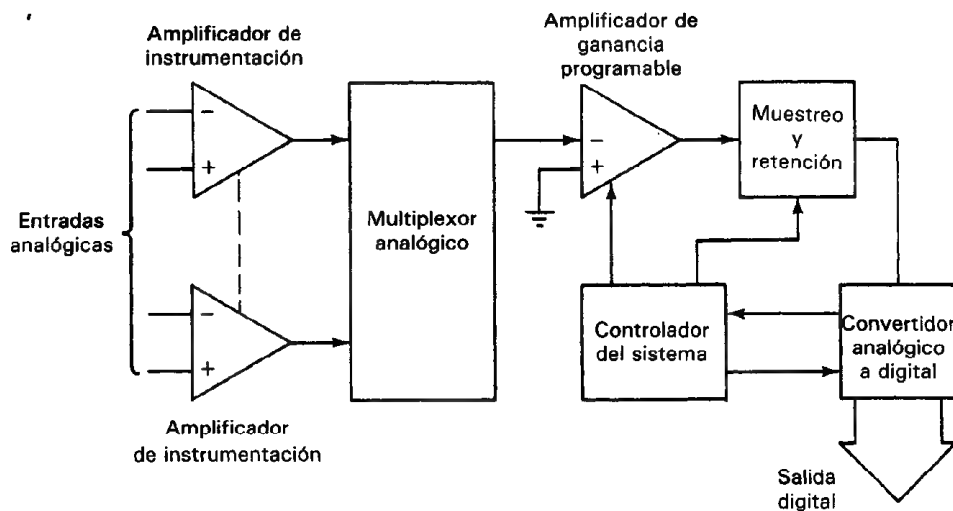 Amplificador de
instrumentación
Amplificador de
ganancia
programable
Muestreo
y
retención
Entradas
analógicas
Multiplexor
analógico
Controlador
del sistema
Convertidor
analógico
a digital
Amplificador
de instrumentación
Salida
digital
−
+
−
+
−
+